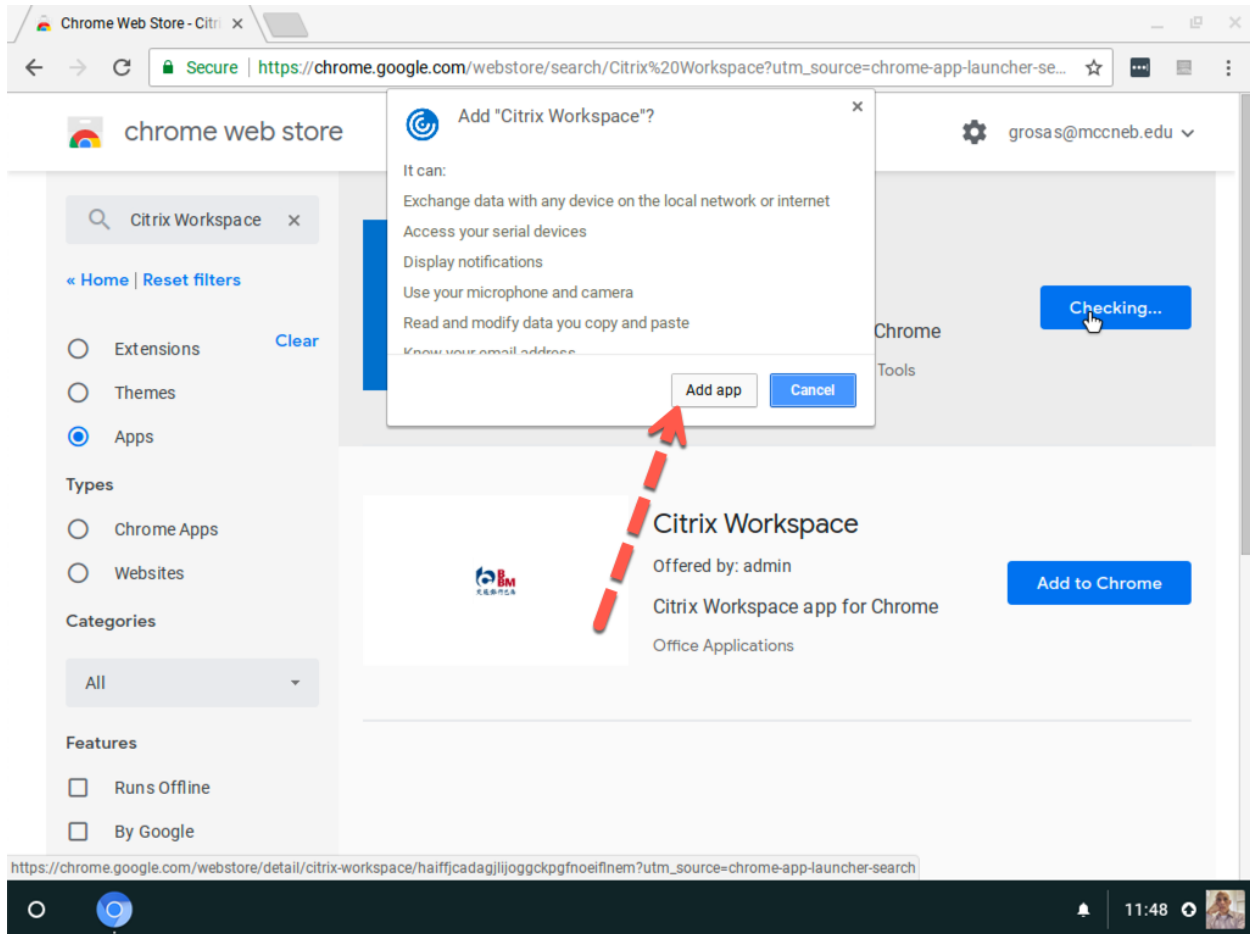 Chrome Web Store - Citri
Secure | https://chrome.google.com/webstore/search/Citrix%20Workspace?utm_source=chrome-app-launcher-se...
chrome web store
grosas@mccneb.edu
Add "Citrix Workspace"?
It can:
Exchange data with any device on the local network or internet
Access your serial devices
Display notifications
Use your microphone and camera
Read and modify data you copy and paste
Know your email address
Add app
Cancel
Citrix Workspace
« Home | Reset filters
Extensions
Clear
Themes
Apps
Types
Chrome Apps
Websites
Categories
All
Features
Runs Offline
By Google
Checking...
Chrome
Tools
BBM
Citrix Workspace
Offered by: admin
Citrix Workspace app for Chrome
Office Applications
Add to Chrome
https://chrome.google.com/webstore/detail/citrix-workspace/haiffjcadagjlijoggckpgfnoeiflnem?utm_source=chrome-app-launcher-search
11:48